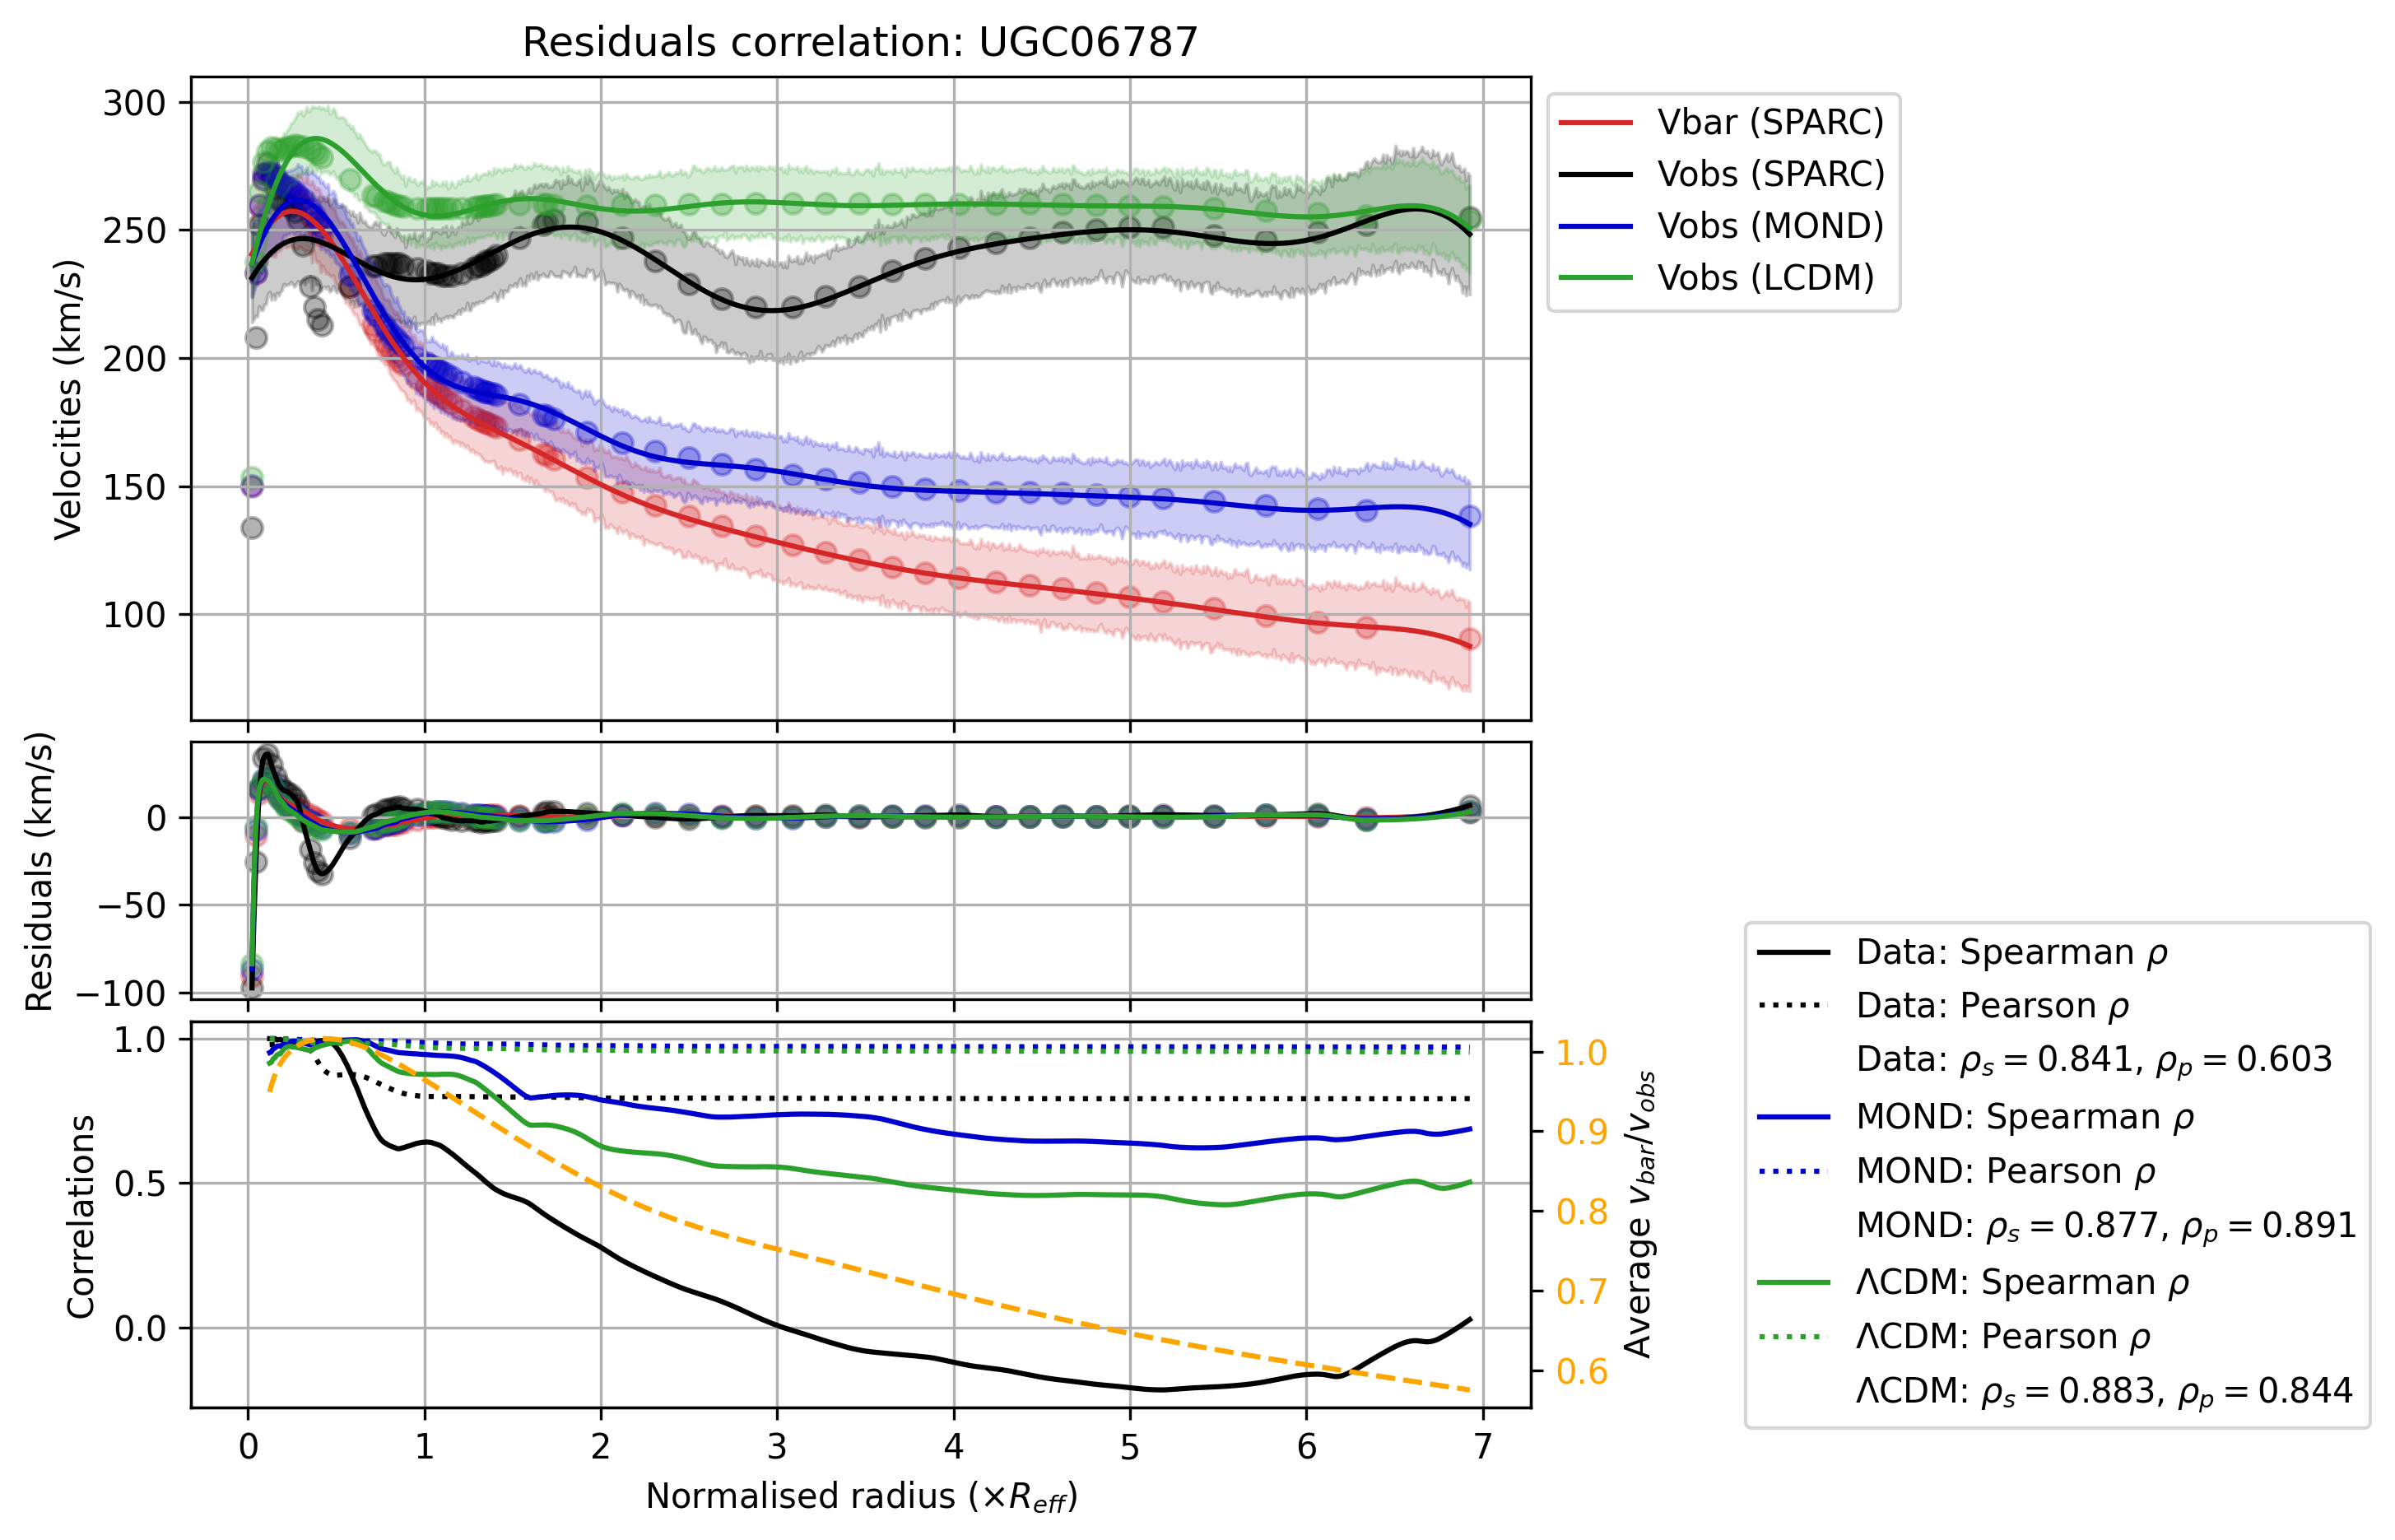 Residuals correlation: UGC06787
300
250
200
150
100
Velocities (km/s)
Vbar (SPARC)
Vobs (SPARC)
Vobs (MOND)
Vobs (LCDM)
0
−50
−100
Residuals (km/s)
1.0
0.5
0.0
Correlations
1.0
0.9
0.8
0.7
0.6
Average v_bar/v_obs
0 1 2 3 4 5 6 7
Normalised radius (×R_eff)
Data: Spearman ρ
Data: Pearson ρ
Data: ρ_s = 0.841, ρ_p = 0.603
MOND: Spearman ρ
MOND: Pearson ρ
MOND: ρ_s = 0.877, ρ_p = 0.891
ΛCDM: Spearman ρ
ΛCDM: Pearson ρ
ΛCDM: ρ_s = 0.883, ρ_p = 0.844